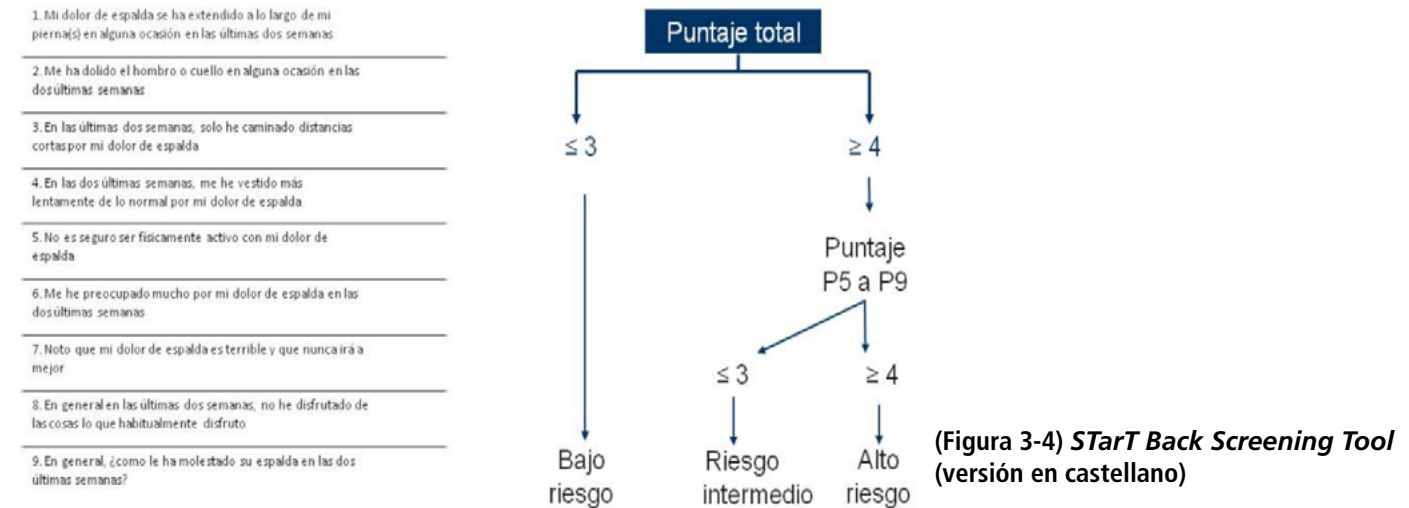 1. Mi dolor de espalda se ha extendido a lo largo de mi
pierna(s) en alguna ocasión en las últimas dos semanas
2. Me ha dolido el hombro o cuello en alguna ocasión en las
dos últimas semanas
3. En las últimas dos semanas, solo he caminado distancias
cortas por mi dolor de espalda
4. En las dos últimas semanas, me he vestido más
lentamente de lo normal por mi dolor de espalda
5. No es seguro ser físicamente activo con mi dolor de
espalda
6. Me he preocupado mucho por mi dolor de espalda en las
dos últimas semanas
7. Noto que mi dolor de espalda es terrible y que nunca irá a
mejor
8. En general en las últimas dos semanas, no he disfrutado de
las cosas lo que habitualmente disfruto
9. En general, ¿como le ha molestado su espalda en las dos
últimas semanas?
Puntaje total
≤ 3
≥ 4
Puntaje
P5 a P9
≤ 3
≥ 4
Bajo
riesgo
Riesgo
intermedio
Alto
riesgo
(Figura 3-4) STarT Back Screening Tool
(versión en castellano)